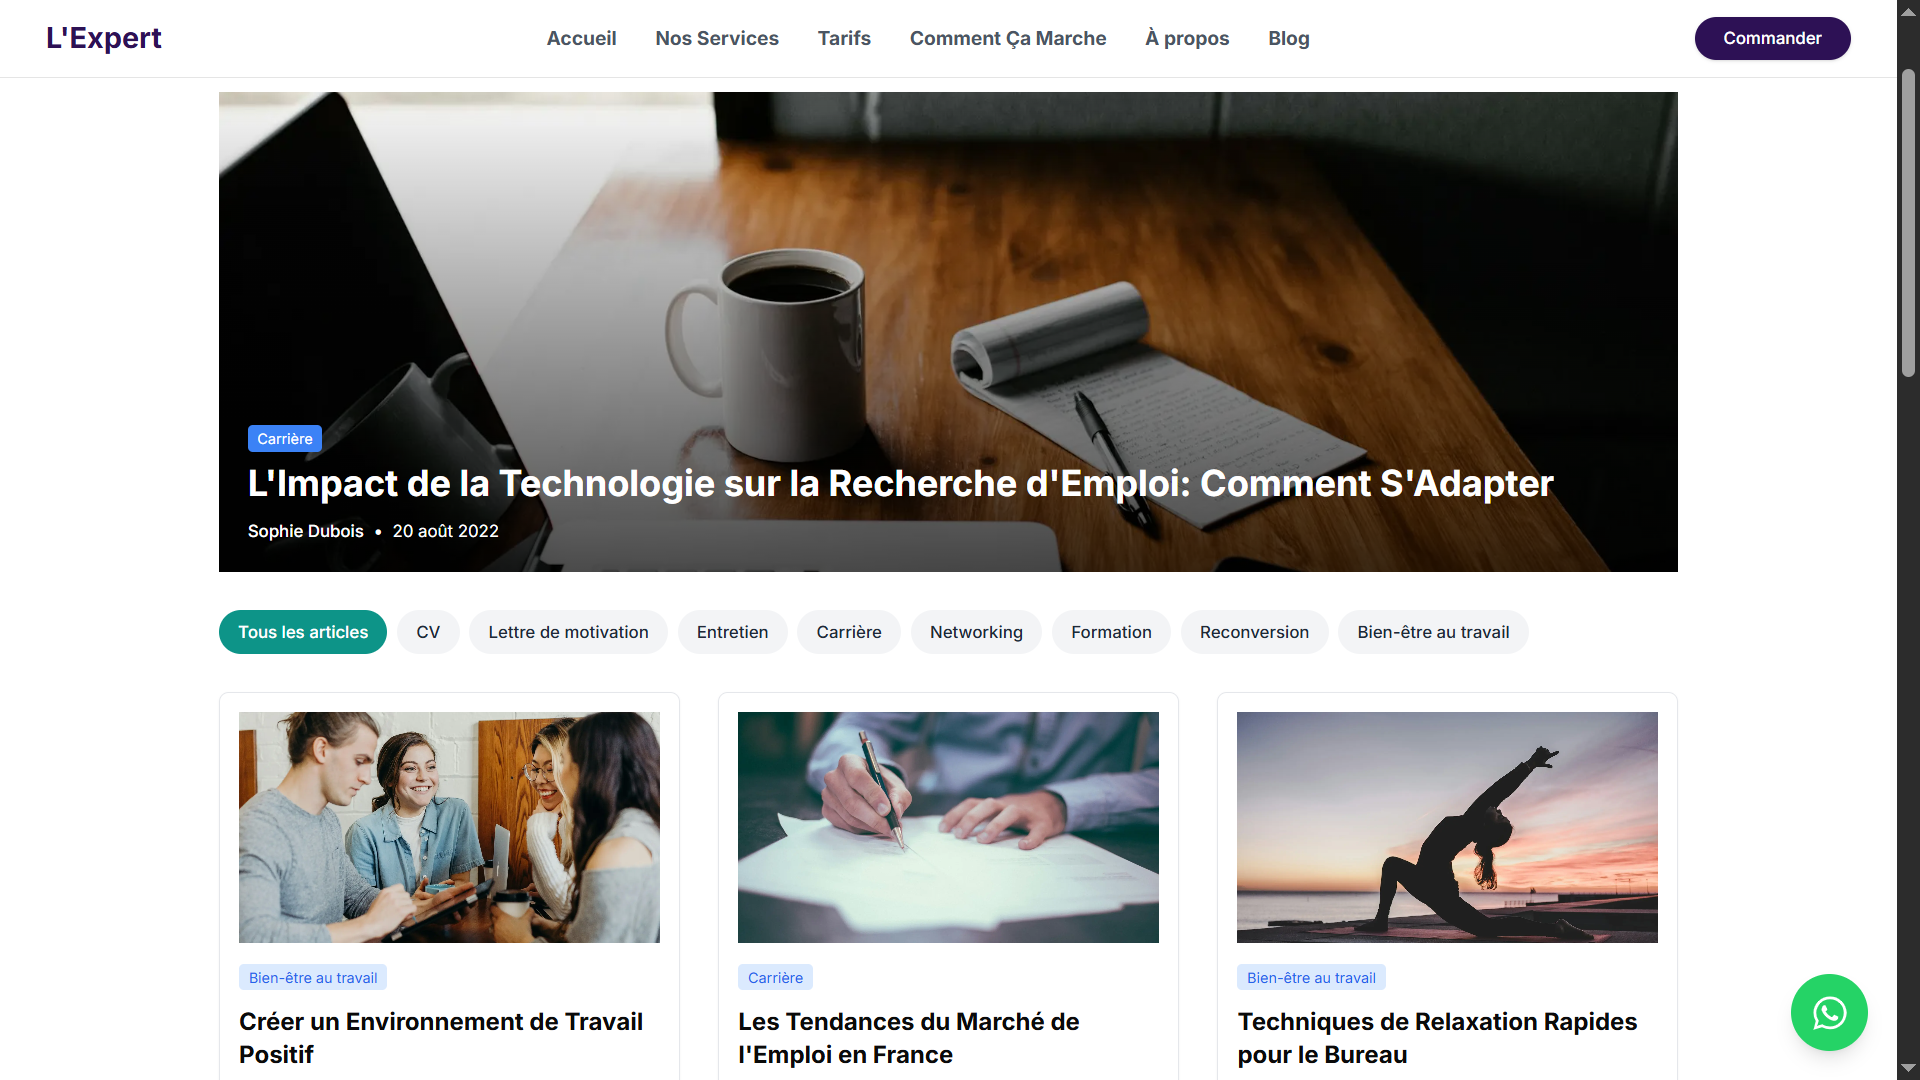 L'Expert
Accueil
Nos Services
Tarifs
Comment Ça Marche
À propos
Blog
Commander
Carrière
L'Impact de la Technologie sur la Recherche d'Emploi: Comment S'Adapter
Sophie Dubois • 20 août 2022
Tous les articles
CV
Lettre de motivation
Entretien
Carrière
Networking
Formation
Reconversion
Bien-être au travail
Bien-être au travail
Créer un Environnement de Travail
Positif
Carrière
Les Tendances du Marché de
l'Emploi en France
Bien-être au travail
Techniques de Relaxation Rapides
pour le Bureau